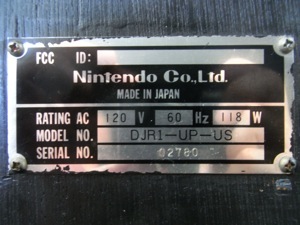 FCC ID:
Nintendo Co.,Ltd.
MADE IN JAPAN
RATING AC 120 V. 60 Hz 118 W
MODEL NO. DJR1-UP-US
SERIAL NO. 02780